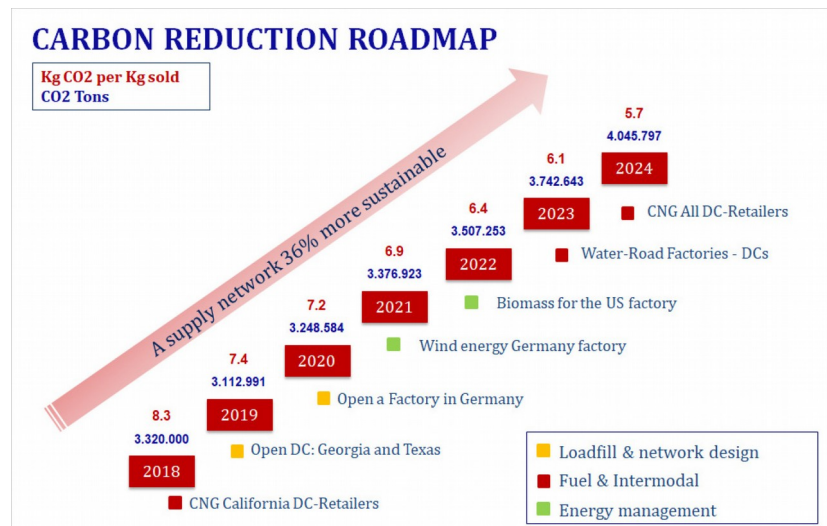 CARBON REDUCTION ROADMAP
Kg CO2 per Kg sold
CO2 Tons
A supply network 36% more sustainable
5.7
4.045.797
2024
CNG All DC-Retailers
6.1
3.742.643
2023
Water-Road Factories - DCs
6.4
3.507.253
2022
Biomass for the US factory
6.9
3.376.923
2021
Wind energy Germany factory
7.2
3.248.584
2020
Open a Factory in Germany
7.4
3.112.991
2019
Open DC: Georgia and Texas
8.3
3.320.000
2018
CNG California DC-Retailers
Loadfill & network design
Fuel & Intermodal
Energy management